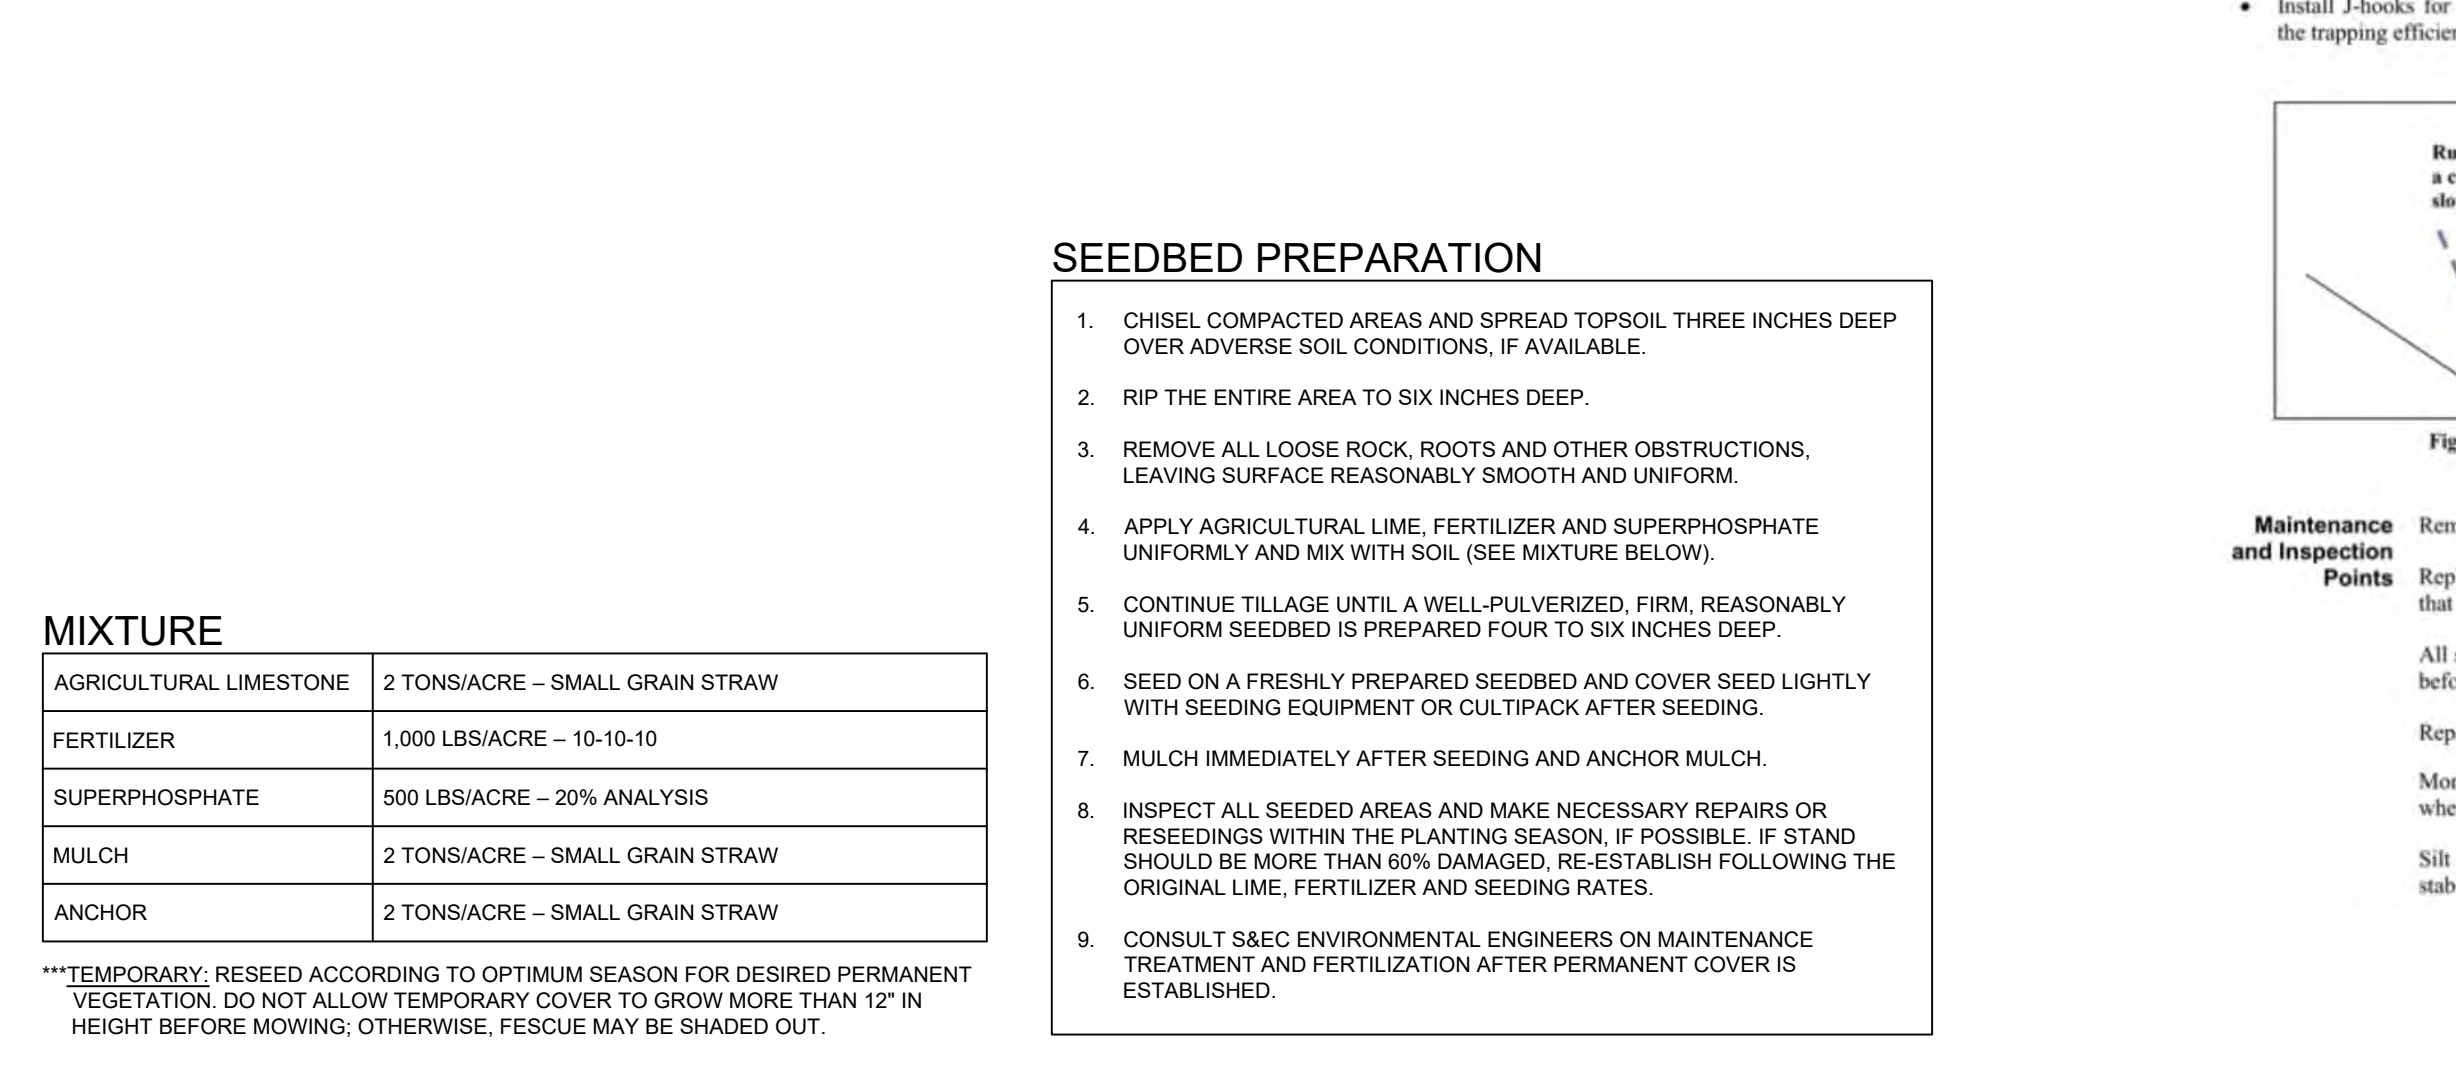 MIXTURE
AGRICULTURAL LIMESTONE 2 TONS/ACRE – SMALL GRAIN STRAW
FERTILIZER 1,000 LBS/ACRE – 10-10-10
SUPERPHOSPHATE 500 LBS/ACRE – 20% ANALYSIS
MULCH 2 TONS/ACRE – SMALL GRAIN STRAW
ANCHOR 2 TONS/ACRE – SMALL GRAIN STRAW
***TEMPORARY: RESEED ACCORDING TO OPTIMUM SEASON FOR DESIRED PERMANENT
VEGETATION. DO NOT ALLOW TEMPORARY COVER TO GROW MORE THAN 12" IN
HEIGHT BEFORE MOWING; OTHERWISE, FESCUE MAY BE SHADED OUT.
SEEDBED PREPARATION
1. CHISEL COMPACTED AREAS AND SPREAD TOPSOIL THREE INCHES DEEP
OVER ADVERSE SOIL CONDITIONS, IF AVAILABLE.
2. RIP THE ENTIRE AREA TO SIX INCHES DEEP.
3. REMOVE ALL LOOSE ROCK, ROOTS AND OTHER OBSTRUCTIONS,
LEAVING SURFACE REASONABLY SMOOTH AND UNIFORM.
4. APPLY AGRICULTURAL LIME, FERTILIZER AND SUPERPHOSPHATE
UNIFORMLY AND MIX WITH SOIL (SEE MIXTURE BELOW).
5. CONTINUE TILLAGE UNTIL A WELL-PULVERIZED, FIRM, REASONABLY
UNIFORM SEEDBED IS PREPARED FOUR TO SIX INCHES DEEP.
6. SEED ON A FRESHLY PREPARED SEEDBED AND COVER SEED LIGHTLY
WITH SEEDING EQUIPMENT OR CULTIPACK AFTER SEEDING.
7. MULCH IMMEDIATELY AFTER SEEDING AND ANCHOR MULCH.
8. INSPECT ALL SEEDED AREAS AND MAKE NECESSARY REPAIRS OR
RESEEDINGS WITHIN THE PLANTING SEASON, IF POSSIBLE. IF STAND
SHOULD BE MORE THAN 60% DAMAGED, RE-ESTABLISH FOLLOWING THE
ORIGINAL LIME, FERTILIZER AND SEEDING RATES.
9. CONSULT S&EC ENVIRONMENTAL ENGINEERS ON MAINTENANCE
TREATMENT AND FERTILIZATION AFTER PERMANENT COVER IS
ESTABLISHED.
• Install J-hooks for
the trapping
a
Maintenance
and Inspection
Points
that
All
Silt